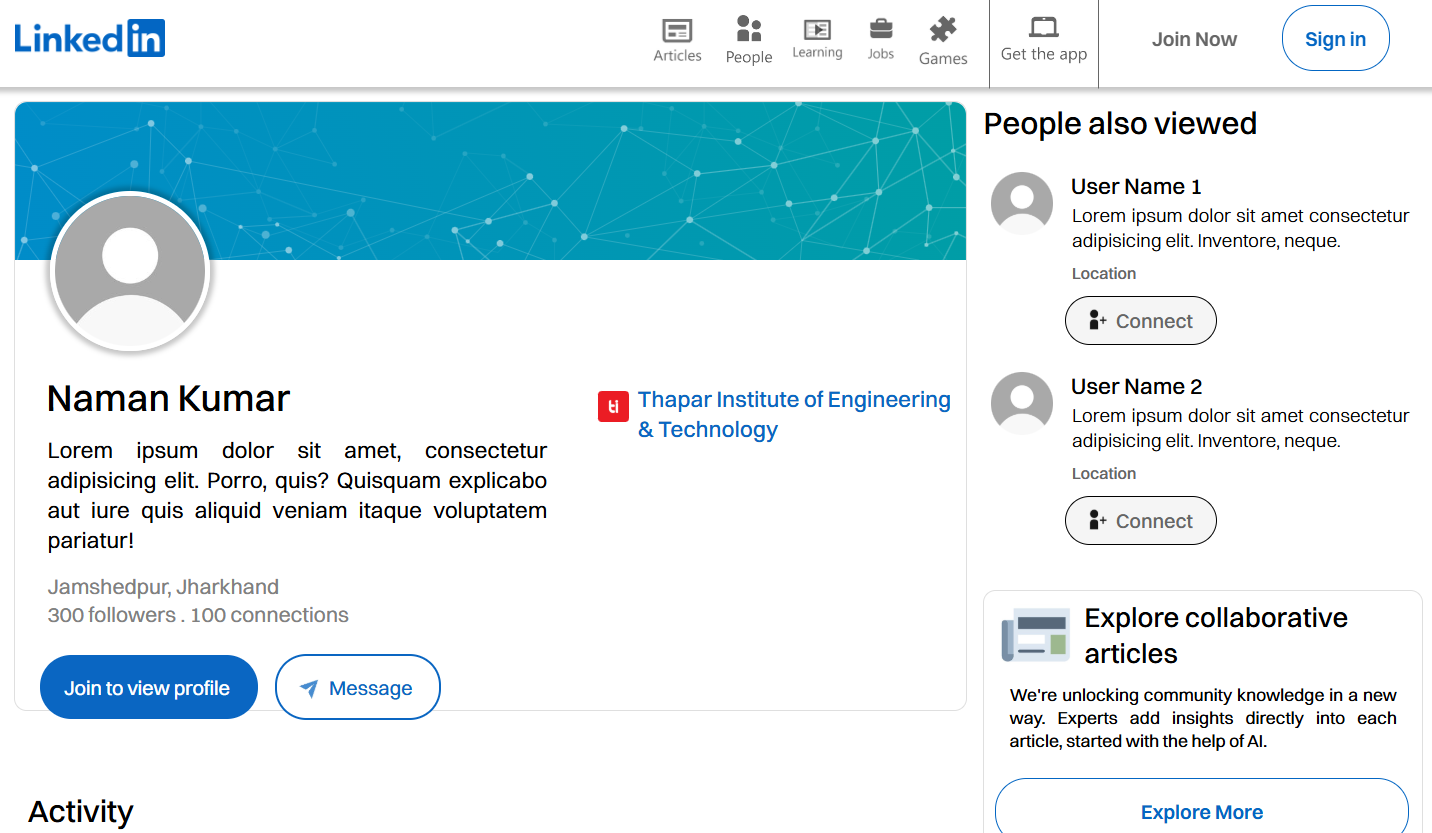 Linked in
Articles
People
Learning
Jobs
Games
Get the app
Join Now
Sign in
Naman Kumar
Lorem ipsum dolor sit amet, consectetur
adipisicing elit. Porro, quis? Quisquam explicabo
aut iure quis aliquid veniam itaque voluptatem
pariatur!
Jamshedpur, Jharkhand
300 followers . 100 connections
Join to view profile
Message
ti
Thapar Institute of Engineering
& Technology
Activity
People also viewed
User Name 1
Lorem ipsum dolor sit amet consectetur
adipisicing elit. Inventore, neque.
Location
Connect
User Name 2
Lorem ipsum dolor sit amet consectetur
adipisicing elit. Inventore, neque.
Location
Connect
Explore collaborative
articles
We're unlocking community knowledge in a new
way. Experts add insights directly into each
article, started with the help of AI.
Explore More